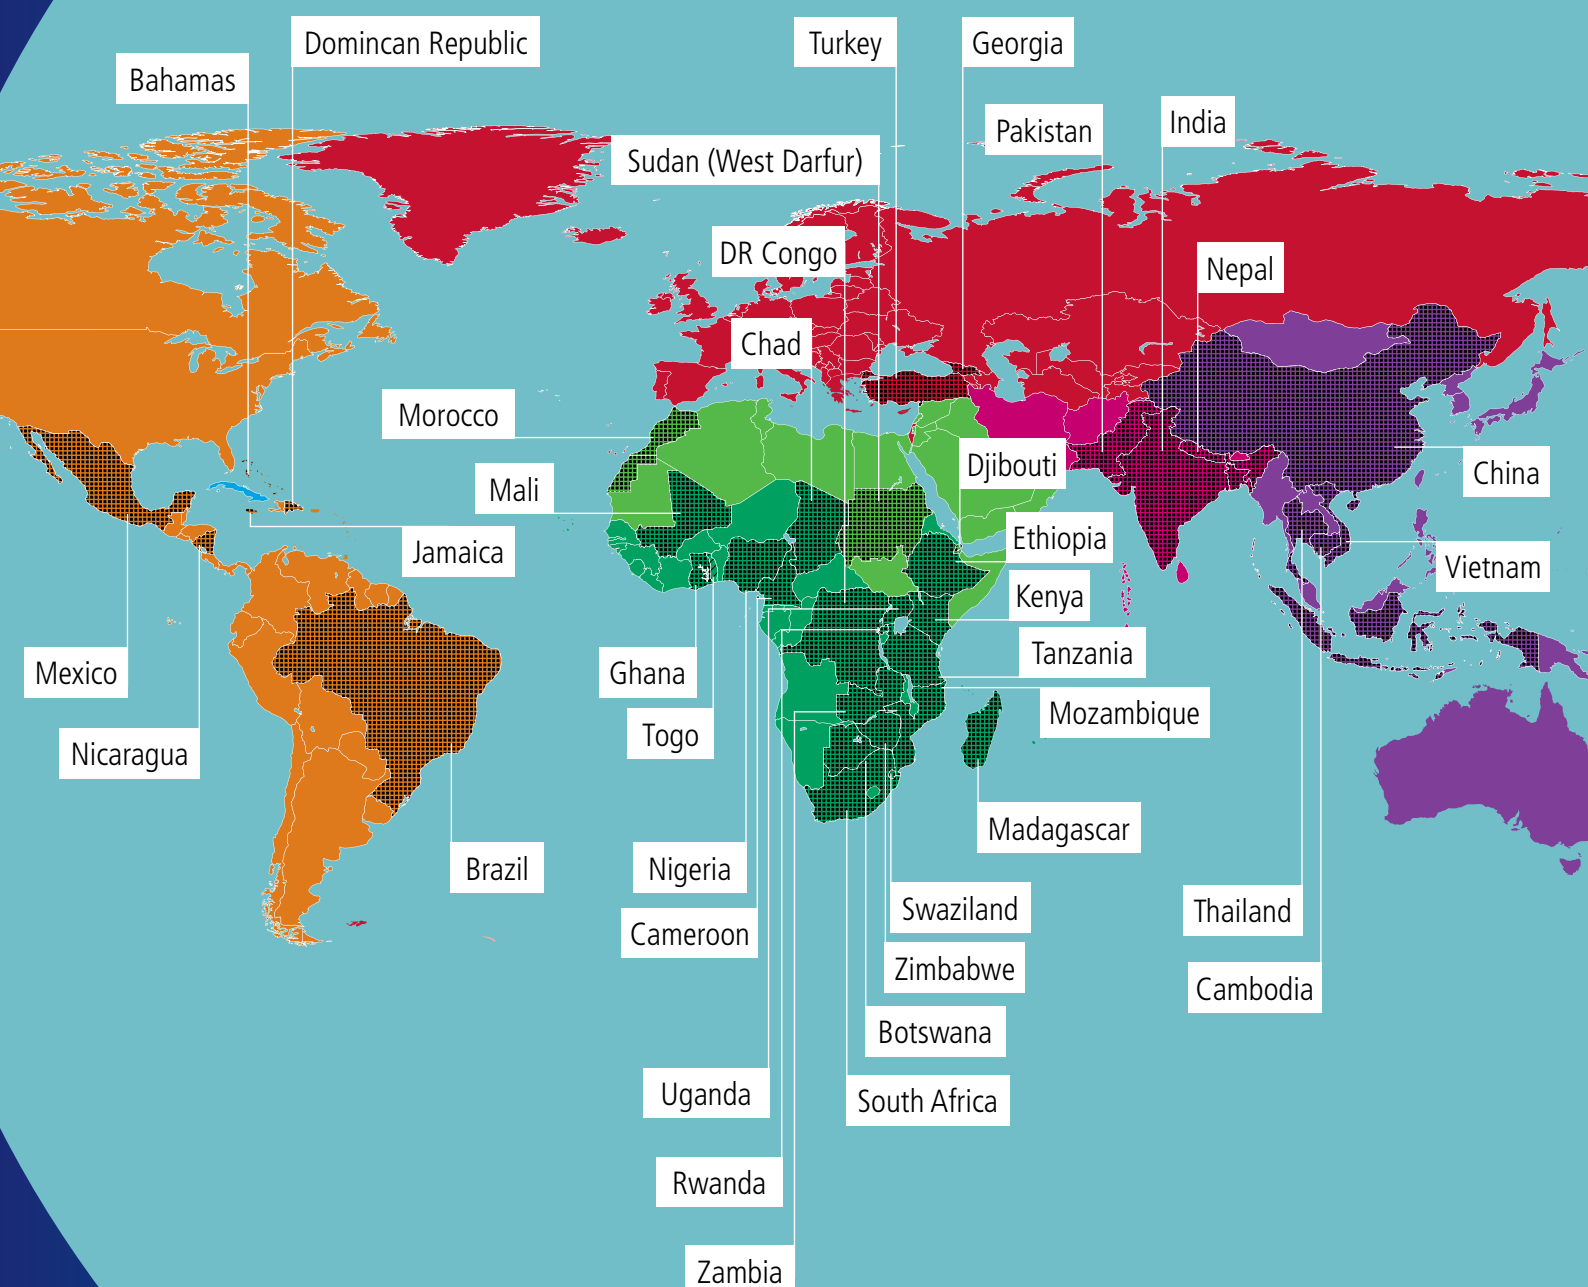 Domincan Republic
Turkey
Georgia
Bahamas
Pakistan
India
Sudan (West Darfur)
DR Congo
Nepal
Chad
Morocco
Djibouti
China
Mali
Ethiopia
Jamaica
Vietnam
Kenya
Tanzania
Mexico
Ghana
Mozambique
Togo
Nicaragua
Madagascar
Brazil
Nigeria
Swaziland
Thailand
Cameroon
Zimbabwe
Cambodia
Botswana
Uganda
South Africa
Rwanda
Zambia